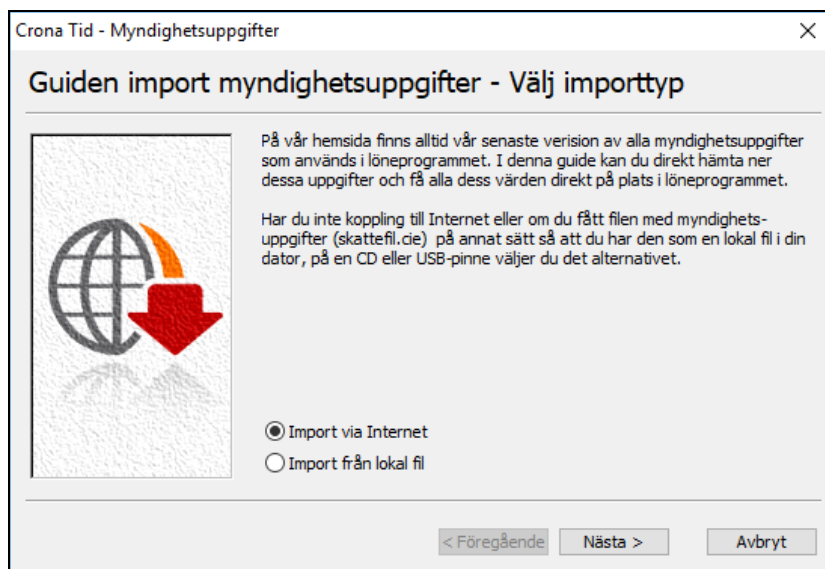 Crona Tid - Myndighetsuppgifter
Guiden import myndighetsuppgifter - Välj importtyp
På vår hemsida finns alltid vår senaste verision av alla myndighetsuppgifter
som används i löneprogrammet. I denna guide kan du direkt hämta ner
dessa uppgifter och få alla dess värden direkt på plats i löneprogrammet.
Har du inte koppling till Internet eller om du fått filen med myndighets-
uppgifter (skattefil.cie) på annat sätt så att du har den som en lokal fil i din
dator, på en CD eller USB-pinne väljer du det alternativet.
Import via Internet
Import från lokal fil
< Föregående Nästa > Avbryt